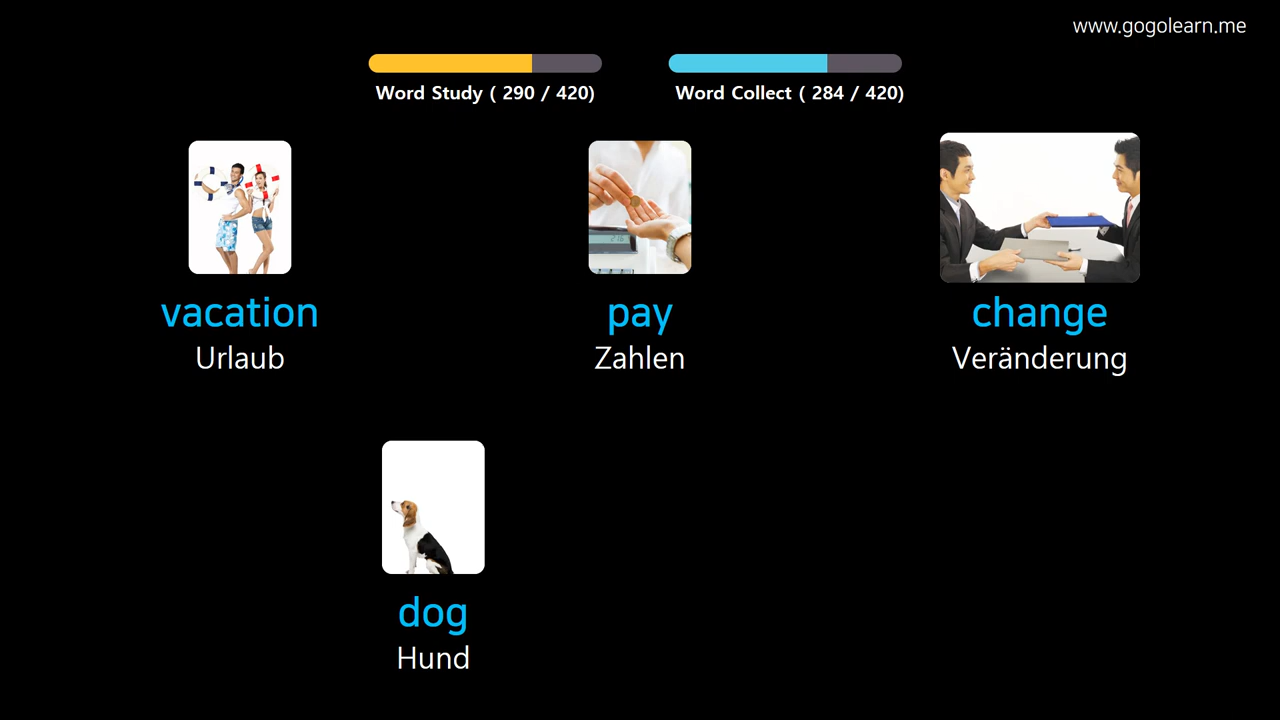 www.gogolearn.me
Word Study ( 290 / 420)
Word Collect ( 284 / 420)
vacation
Urlaub
pay
Zahlen
change
Veränderung
dog
Hund